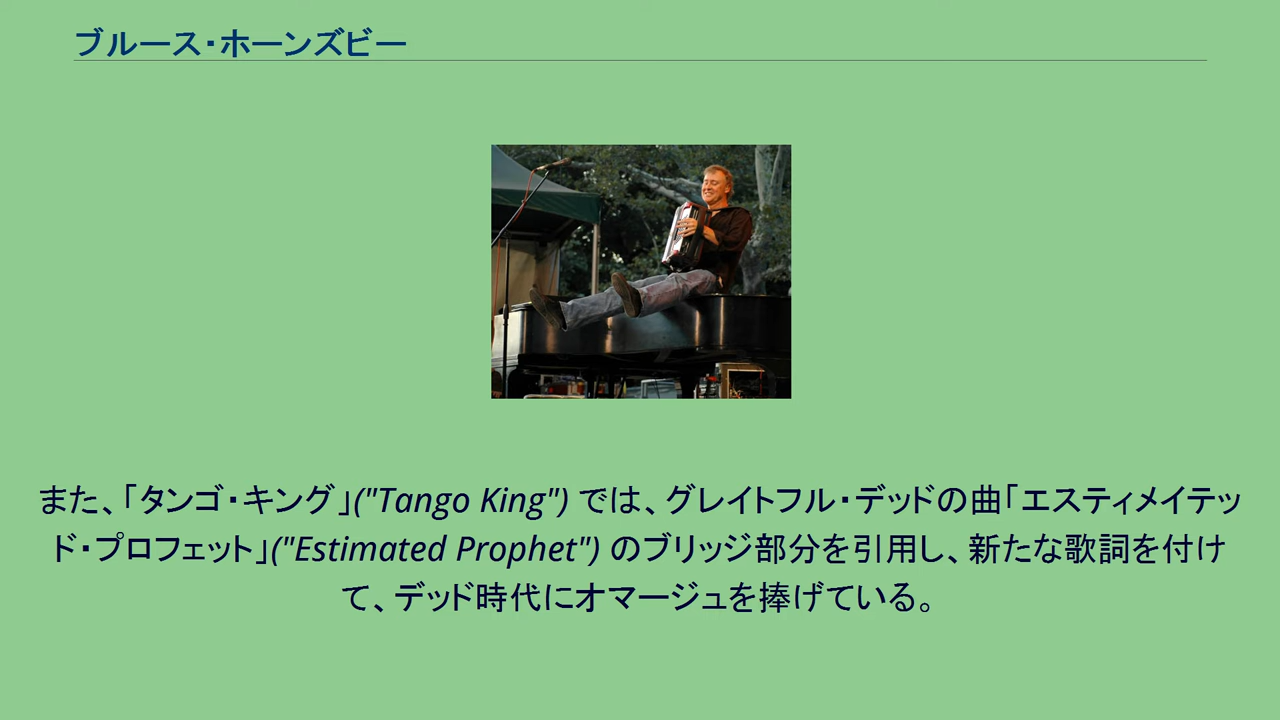 ブルース・ホーンズビー
また、「タンゴ・キング」("Tango King") では、グレイトフル・デッドの曲「エスティメイテッ
ド・プロフェット」("Estimated Prophet") のブリッジ部分を引用し、新たな歌詞を付け
て、デッド時代にオマージュを捧げている。